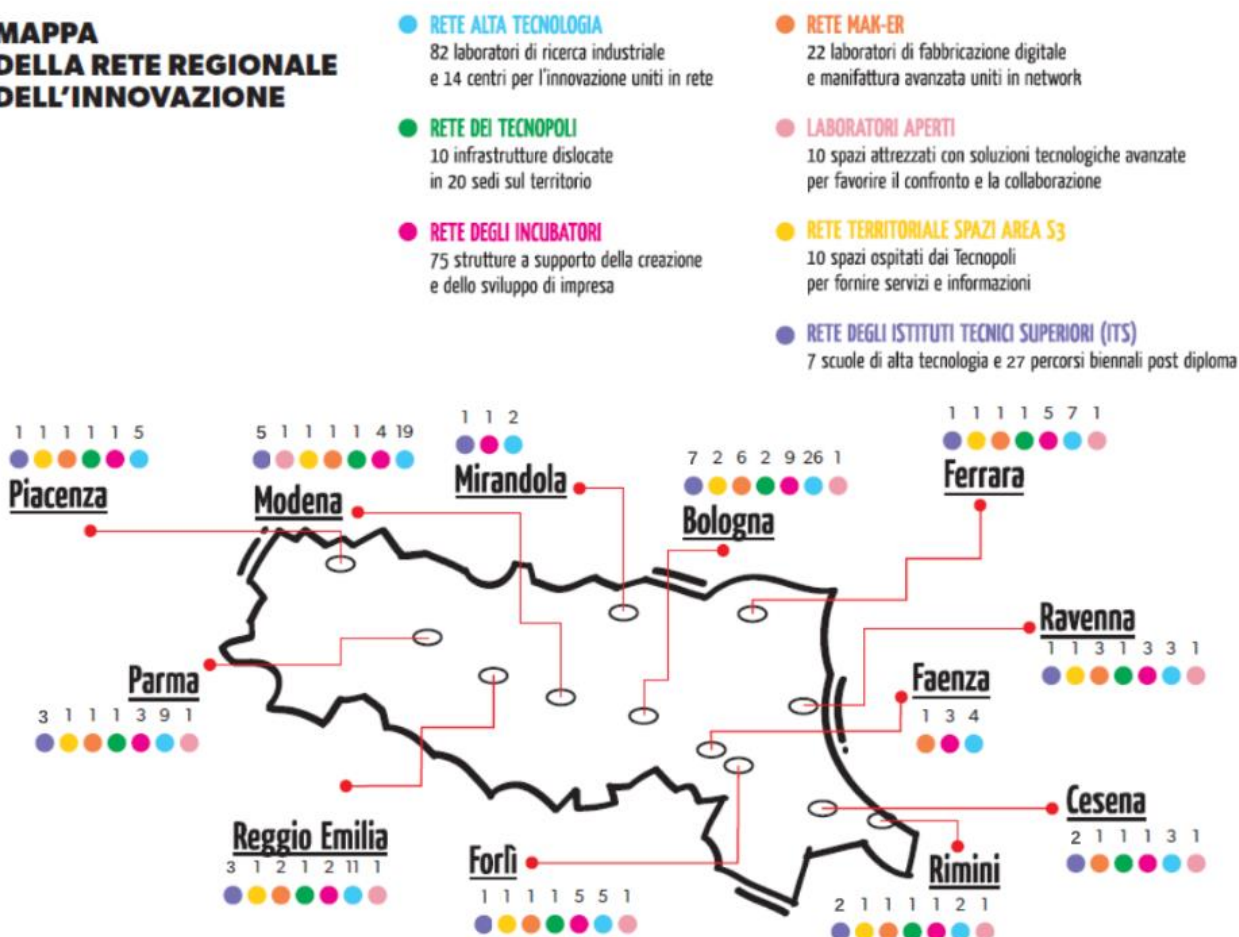 MAPPA
DELLA RETE REGIONALE
DELL'INNOVAZIONE
RETE ALTA TECNOLOGIA
82 laboratori di ricerca industriale
e 14 centri per l'innovazione uniti in rete
RETE DEI TECNOPOLI
10 infrastrutture dislocate
in 20 sedi sul territorio
RETE DEGLI INCUBATORI
75 strutture a supporto della creazione
e dello sviluppo di impresa
RETE MAK-ER
22 laboratori di fabbricazione digitale
e manifattura avanzata uniti in network
LABORATORI APERTI
10 spazi attrezzati con soluzioni tecnologiche avanzate
per favorire il confronto e la collaborazione
RETE TERRITORIALE SPAZI AREA S3
10 spazi ospitati dai Tecnopoli
per fornire servizi e informazioni
RETE DEGLI ISTITUTI TECNICI SUPERIORI (ITS)
7 scuole di alta tecnologia e 27 percorsi biennali post diploma
1 1 1 1 1 5
Piacenza
5 1 1 1 1 4 19
Modena
1 1 2
Mirandola
7 2 6 2 9 26 1
Bologna
1 1 1 1 5 7 1
Ferrara
Ravenna
1 1 3 1 3 3 1
Parma
3 1 1 1 3 9 1
Faenza
1 3 4
Reggio Emilia
3 1 2 1 2 11 1
Forlì
1 1 1 1 5 5 1
Cesena
2 1 1 1 3 1
Rimini
2 1 1 1 1 2 1